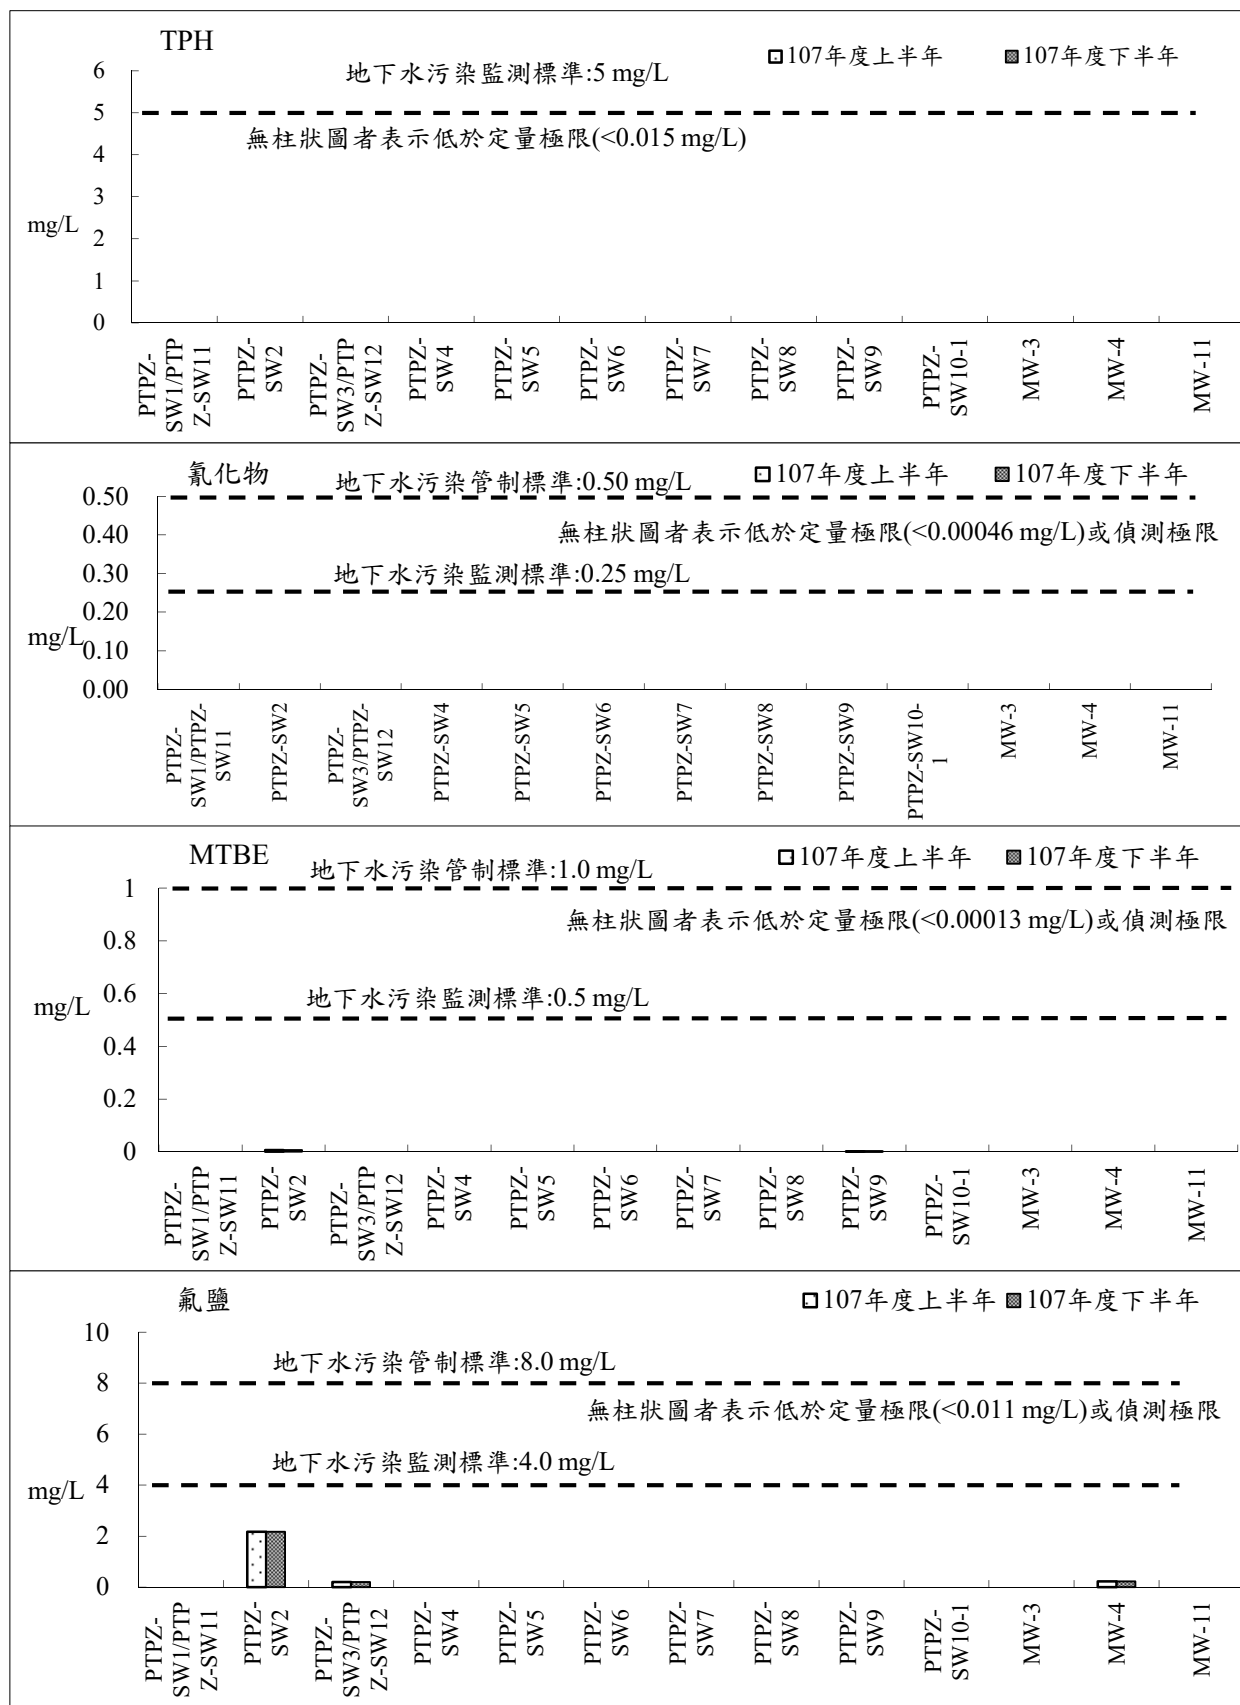 TPH
107年度上半年 107年度下半年
地下水污染監測標準:5 mg/L
無柱狀圖者表示低於定量極限(<0.015 mg/L)
6
5
4
3
mg/L
2
1
0
PTPZ-
SW1/PTP
Z-SW11
PTPZ-
SW2
PTPZ-
SW3/PTP
Z-SW12
PTPZ-
SW4
PTPZ-
SW5
PTPZ-
SW6
PTPZ-
SW7
PTPZ-
SW8
PTPZ-
SW9
PTPZ-
SW10-1
MW-3
MW-4
MW-11
氰化物
107年度上半年 107年度下半年
地下水污染管制標準:0.50 mg/L
無柱狀圖者表示低於定量極限(<0.00046 mg/L)或偵測極限
地下水污染監測標準:0.25 mg/L
0.50
0.40
0.30
0.20
mg/L
0.10
0.00
PTPZ-
SW1/PTPZ-
SW11
PTPZ-SW2
PTPZ-
SW3/PTPZ-
SW12
PTPZ-SW4
PTPZ-SW5
PTPZ-SW6
PTPZ-SW7
PTPZ-SW8
PTPZ-SW9
PTPZ-SW10-
1
MW-3
MW-4
MW-11
MTBE
107年度上半年 107年度下半年
地下水污染管制標準:1.0 mg/L
無柱狀圖者表示低於定量極限(<0.00013 mg/L)或偵測極限
地下水污染監測標準:0.5 mg/L
1
0.8
0.6
mg/L
0.4
0.2
0
PTPZ-
SW1/PTP
Z-SW11
PTPZ-
SW2
PTPZ-
SW3/PTP
Z-SW12
PTPZ-
SW4
PTPZ-
SW5
PTPZ-
SW6
PTPZ-
SW7
PTPZ-
SW8
PTPZ-
SW9
PTPZ-
SW10-1
MW-3
MW-4
MW-11
氟鹽
107年度上半年 107年度下半年
地下水污染管制標準:8.0 mg/L
無柱狀圖者表示低於定量極限(<0.011 mg/L)或偵測極限
地下水污染監測標準:4.0 mg/L
10
8
6
4
mg/L
2
0
PTPZ-
SW1/PTP
Z-SW11
PTPZ-
SW2
PTPZ-
SW3/PTP
Z-SW12
PTPZ-
SW4
PTPZ-
SW5
PTPZ-
SW6
PTPZ-
SW7
PTPZ-
SW8
PTPZ-
SW9
PTPZ-
SW10-1
MW-3
MW-4
MW-11